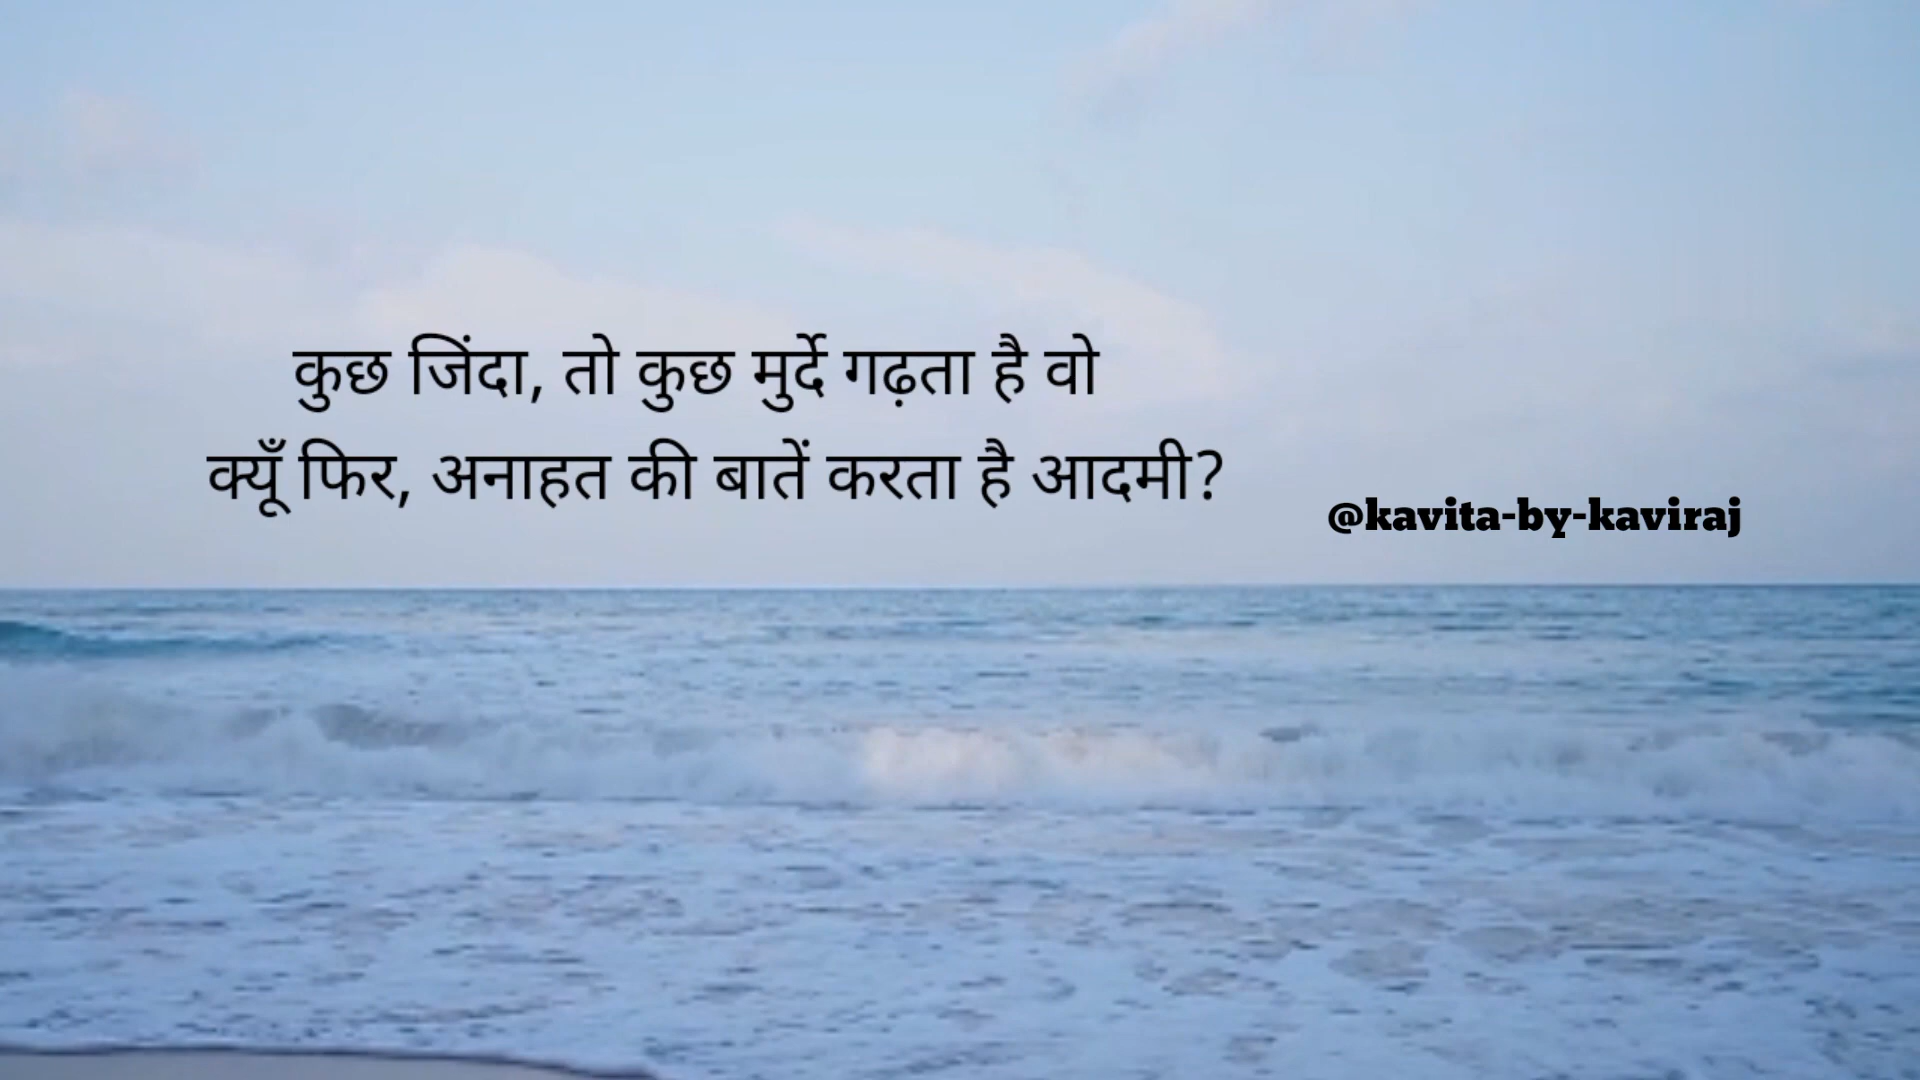 कुछ जिंदा, तो कुछ मुर्दे गढ़ता है वो
क्यूँ फिर, अनाहत की बातें करता है आदमी?
@kavita-by-kaviraj